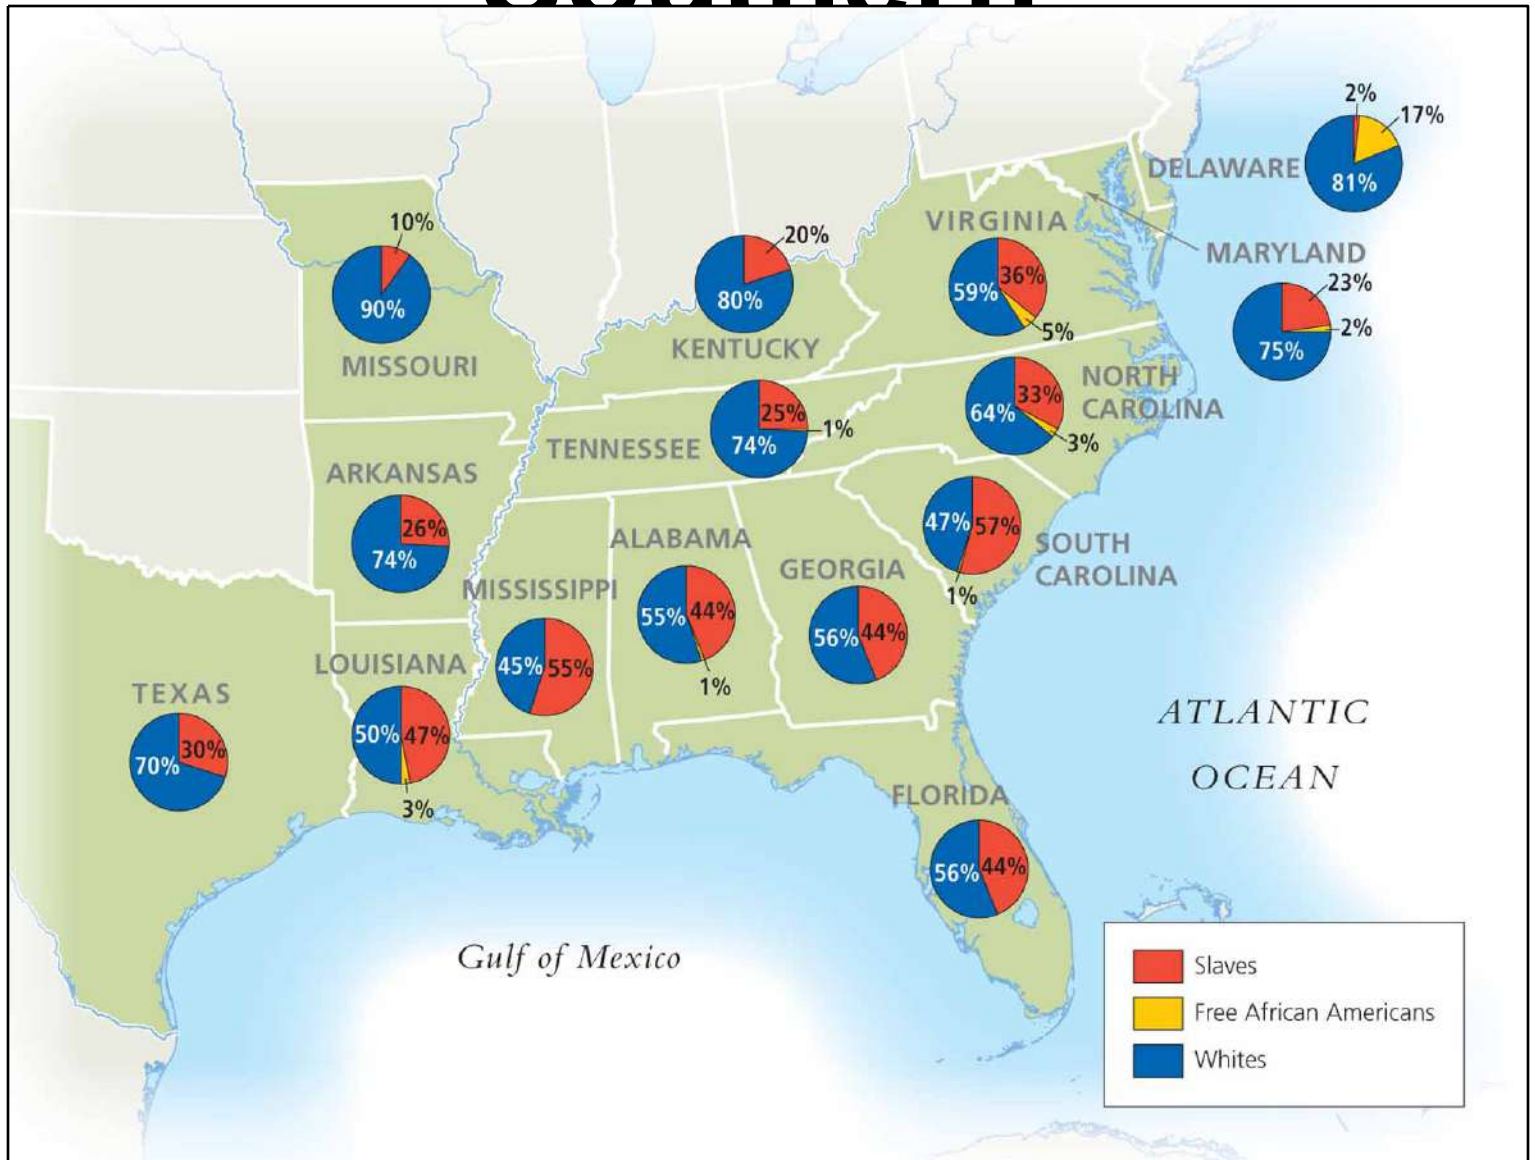 2%
17%
DELAWARE
81%
10%
90%
MISSOURI
20%
80%
KENTUCKY
VIRGINIA
36%
59%
5%
MARYLAND
23%
2%
75%
NORTH
CAROLINA
33%
64%
3%
TENNESSEE
25%
1%
74%
ARKANSAS
26%
74%
47% 57%
1%
SOUTH
CAROLINA
MISSISSIPPI
45% 55%
ALABAMA
55% 44%
1%
GEORGIA
56% 44%
LOUISIANA
50% 47%
3%
TEXAS
30%
70%
ATLANTIC
OCEAN
FLORIDA
56% 44%
Gulf of Mexico
Slaves
Free African Americans
Whites